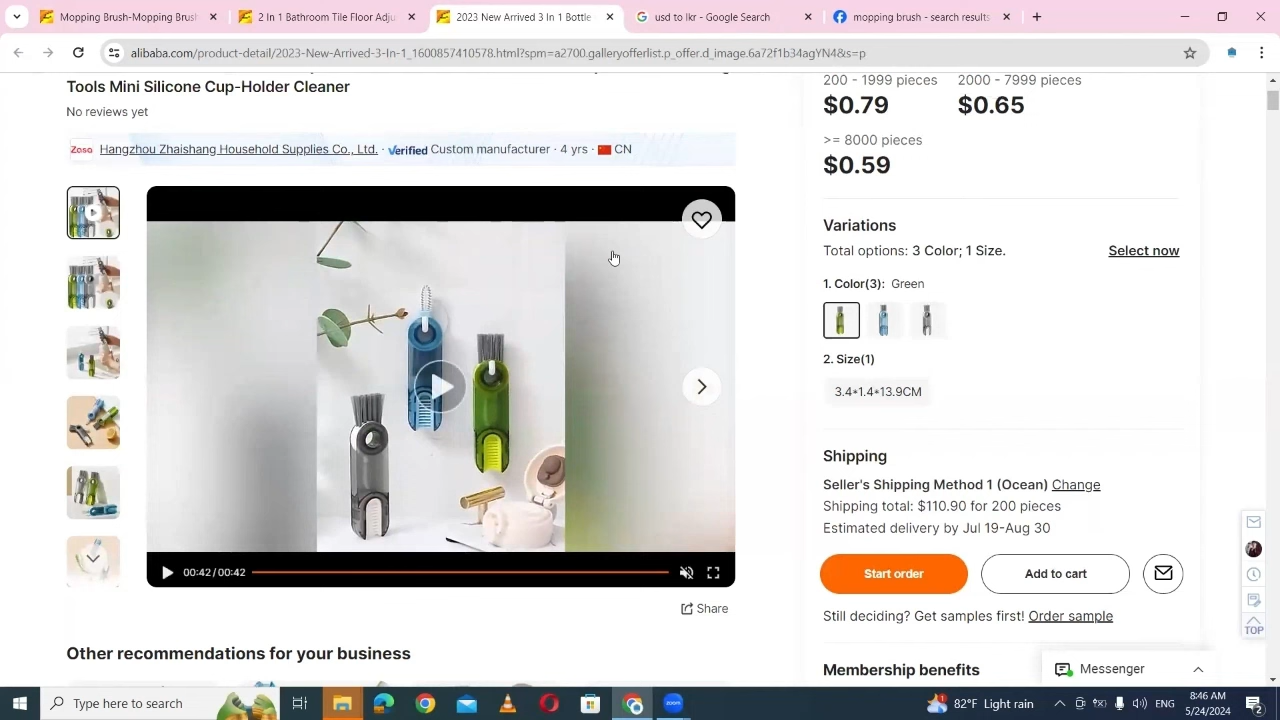 Mopping Brush Mopping Brush
2 In 1 Bathroom Tile Floor Adju
2023 New Arrived 3 In 1 Bottle
usd to lkr - Google Search
mopping brush - search results
alibaba.com/product-detail/2023-New-Arrived-3-In-1_1600857410578.html?spm=a2700.galleryofferlist.p_offer.d_image.6a72f1b34agYN4&s=p
Tools Mini Silicone Cup-Holder Cleaner
No reviews yet
Zosa Hangzhou Zhaishang Household Supplies Co., Ltd. · Verified Custom manufacturer · 4 yrs · CN
200 - 1999 pieces
2000 - 7999 pieces
$0.79
$0.65
>= 8000 pieces
$0.59
Variations
Total options: 3 Color; 1 Size.
Select now
1. Color(3): Green
2. Size(1)
3.4*1.4*13.9CM
Shipping
Seller's Shipping Method 1 (Ocean) Change
Shipping total: $110.90 for 200 pieces
Estimated delivery by Jul 19-Aug 30
Start order
Add to cart
Still deciding? Get samples first! Order sample
Membership benefits
00:42/00:42
Share
Other recommendations for your business
TOP
Messenger
Type here to search
zoom
82°F Light rain
ENG
8:46 AM
5/24/2024
2